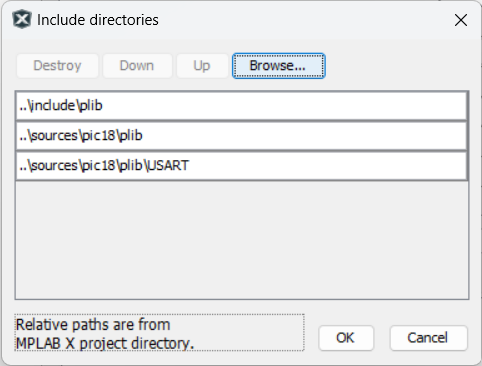 Include directories
Destroy Down Up Browse...
..\include\plib
..\sources\pic18\plib
..\sources\pic18\plib\USART
Relative paths are from
MPLAB X project directory.
OK Cancel